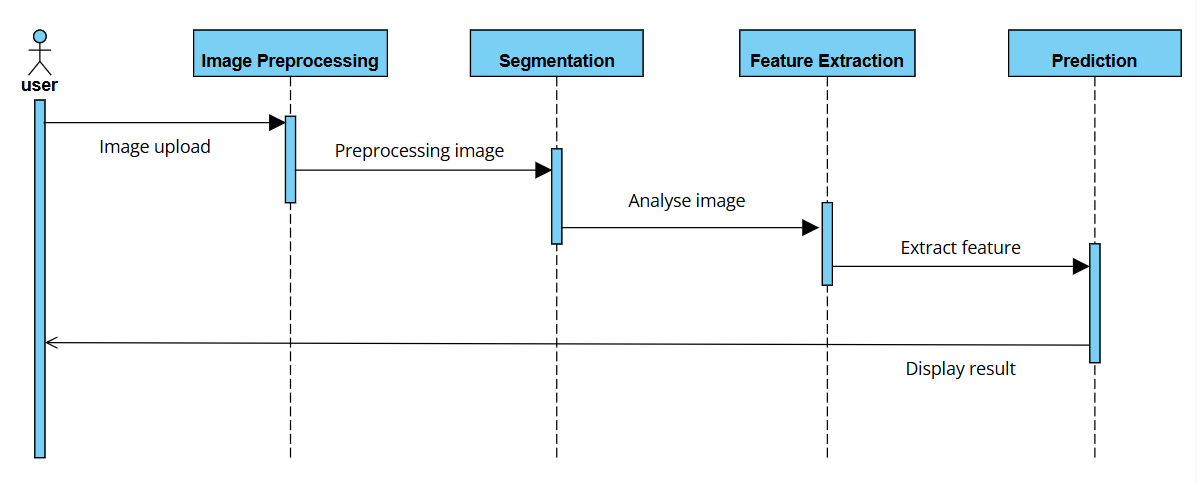 user
Image Preprocessing
Segmentation
Feature Extraction
Prediction
Image upload
Preprocessing image
Analyse image
Extract feature
Display result